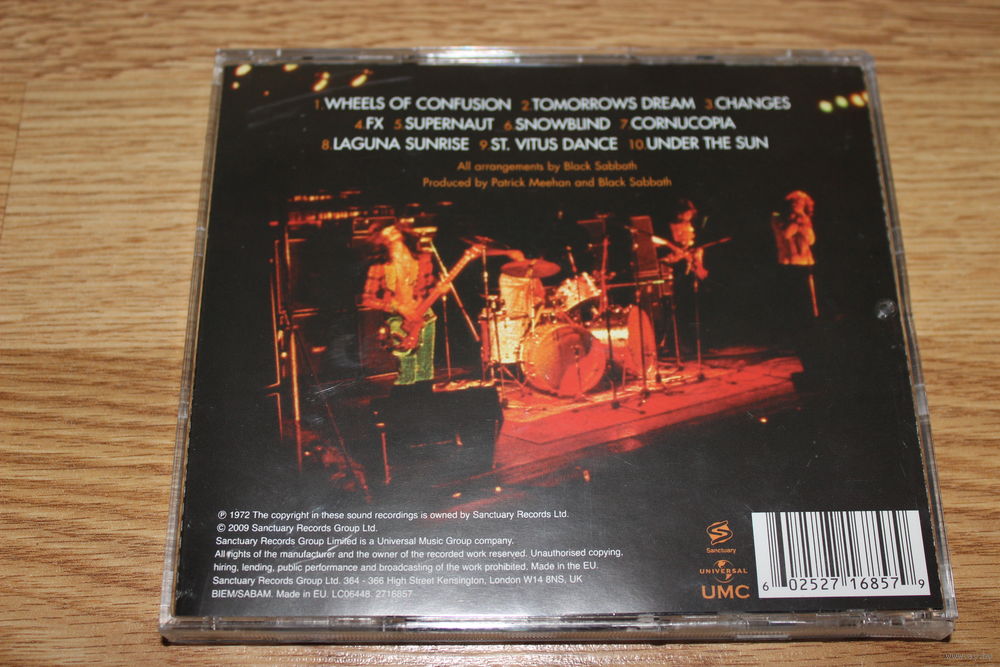 1.WHEELS OF CONFUSION 2.TOMORROWS DREAM 3.CHANGES
4.FX 5.SUPERNAUT 6.SNOWBLIND 7.CORNUCOPIA
8.LAGUNA SUNRISE 9.ST. VITUS DANCE 10.UNDER THE SUN
All arrangements by Black Sabbath
Produced by Patrick Meehan and Black Sabbath
℗ 1972 The copyright in these sound recordings is owned by Sanctuary Records Ltd.
© 2009 Sanctuary Records Group Ltd.
Sanctuary Records Group Limited is a Universal Music Group company.
All rights of the manufacturer and the owner of the recorded work reserved. Unauthorised copying,
hiring, lending, public performance and broadcasting of the work prohibited. Made in the EU.
Sanctuary Records Group Ltd. 364 - 366 High Street Kensington, London W14 8NS, UK
BIEM/SABAM. Made in EU. LC06448. 2716857
Sanctuary
UNIVERSAL
UMC
6 02527 16857 9